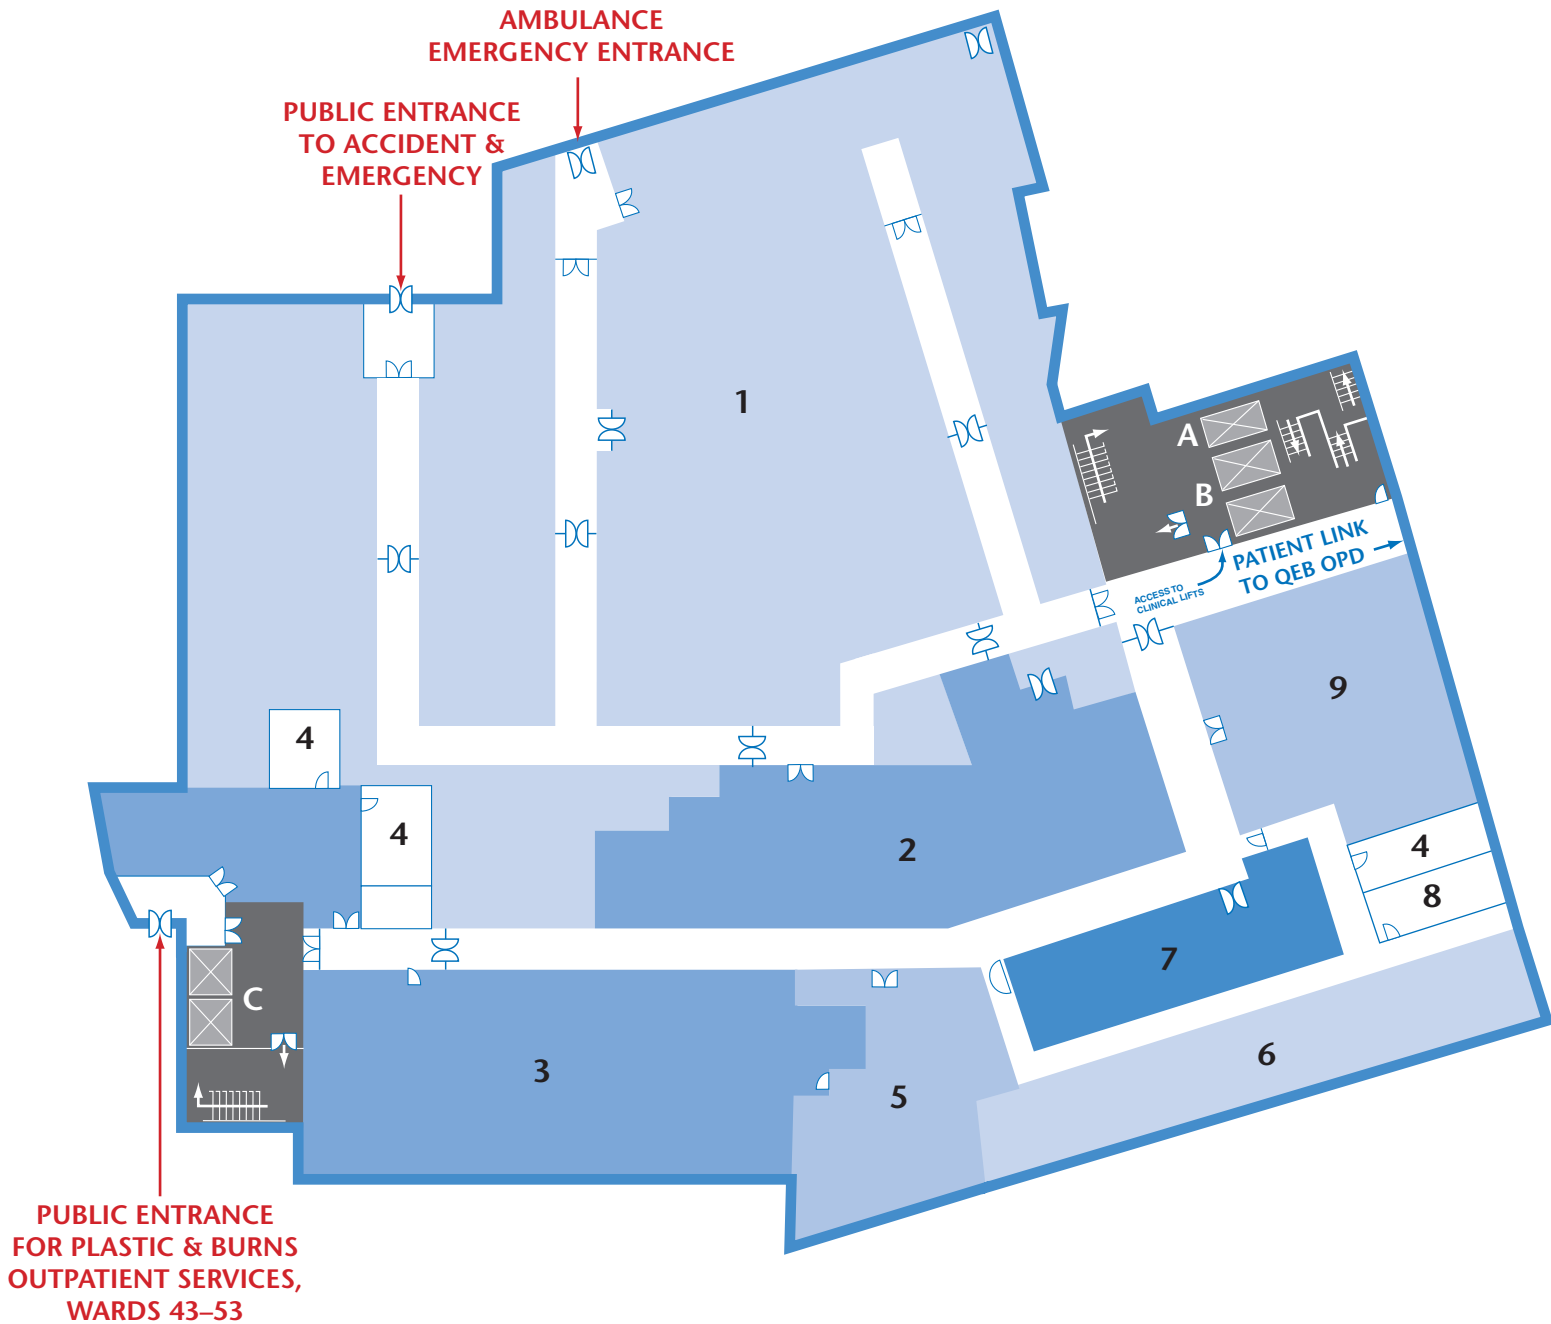 AMBULANCE
EMERGENCY ENTRANCE
PUBLIC ENTRANCE
TO ACCIDENT &
EMERGENCY
1
A
B
PATIENT LINK
TO QEB OPD
ACCESS TO
CLINICAL LIFTS
9
4
4
2
4
8
7
C
3
5
6
PUBLIC ENTRANCE
FOR PLASTIC & BURNS
OUTPATIENT SERVICES,
WARDS 43–53